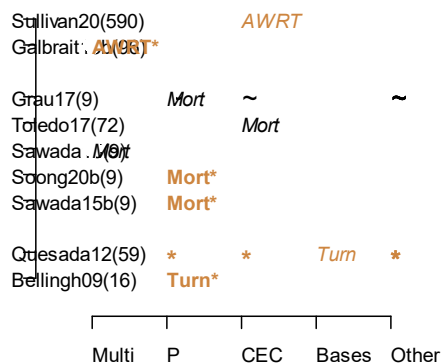 Sullivan20(590) AWRT
AWRT*
Grau17(9) Mort ~ ~
Toledo17(72) Mort
Sawada Mort
Soong20b(9) Mort*
Sawada15b(9) Mort*
Quesada12(59) * * Turn *
Bellingh09(16) Turn*
Multi P CEC Bases Other